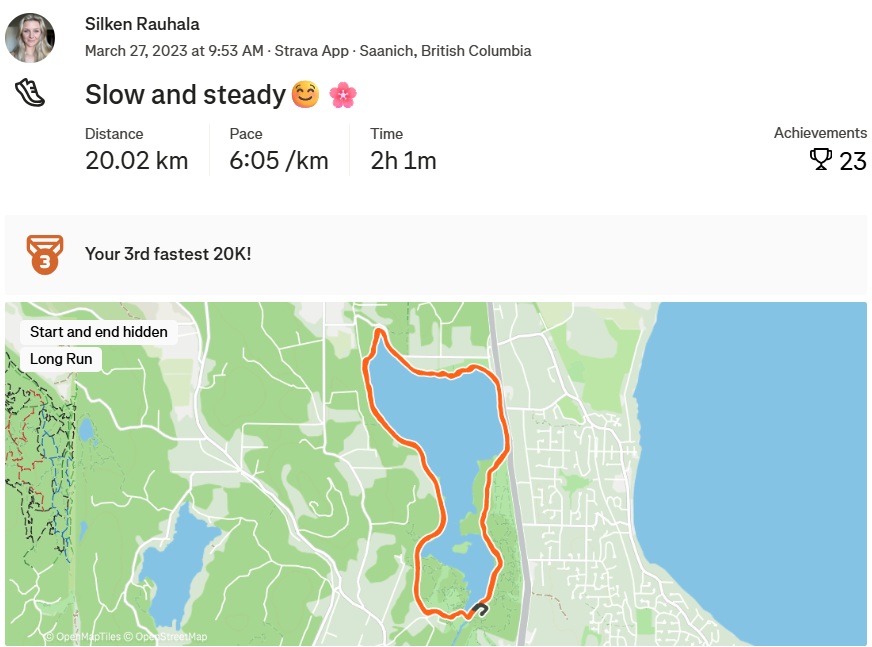 Silken Rauhala
March 27, 2023 at 9:53 AM · Strava App · Saanich, British Columbia
Slow and steady😊 🌸
Distance
20.02 km
Pace
6:05 /km
Time
2h 1m
Achievements
23
3
Your 3rd fastest 20K!
Start and end hidden
Long Run
© OpenMapTiles © OpenStreetMap